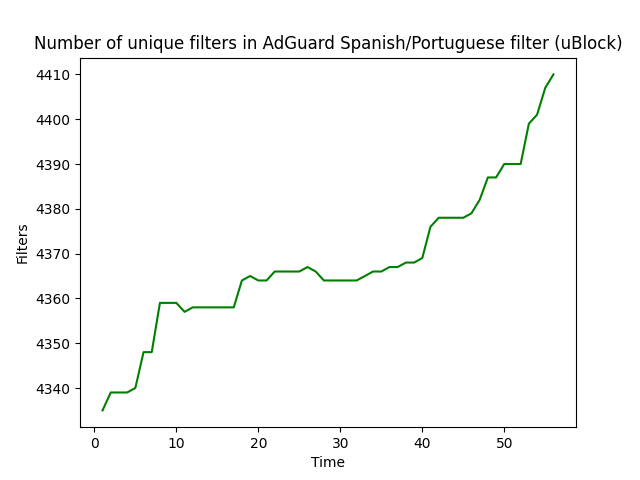 Number of unique filters in AdGuard Spanish/Portuguese filter (uBlock)
4410
4400
4390
4380
4370
4360
4350
4340
Filters
0 10 20 30 40 50
Time